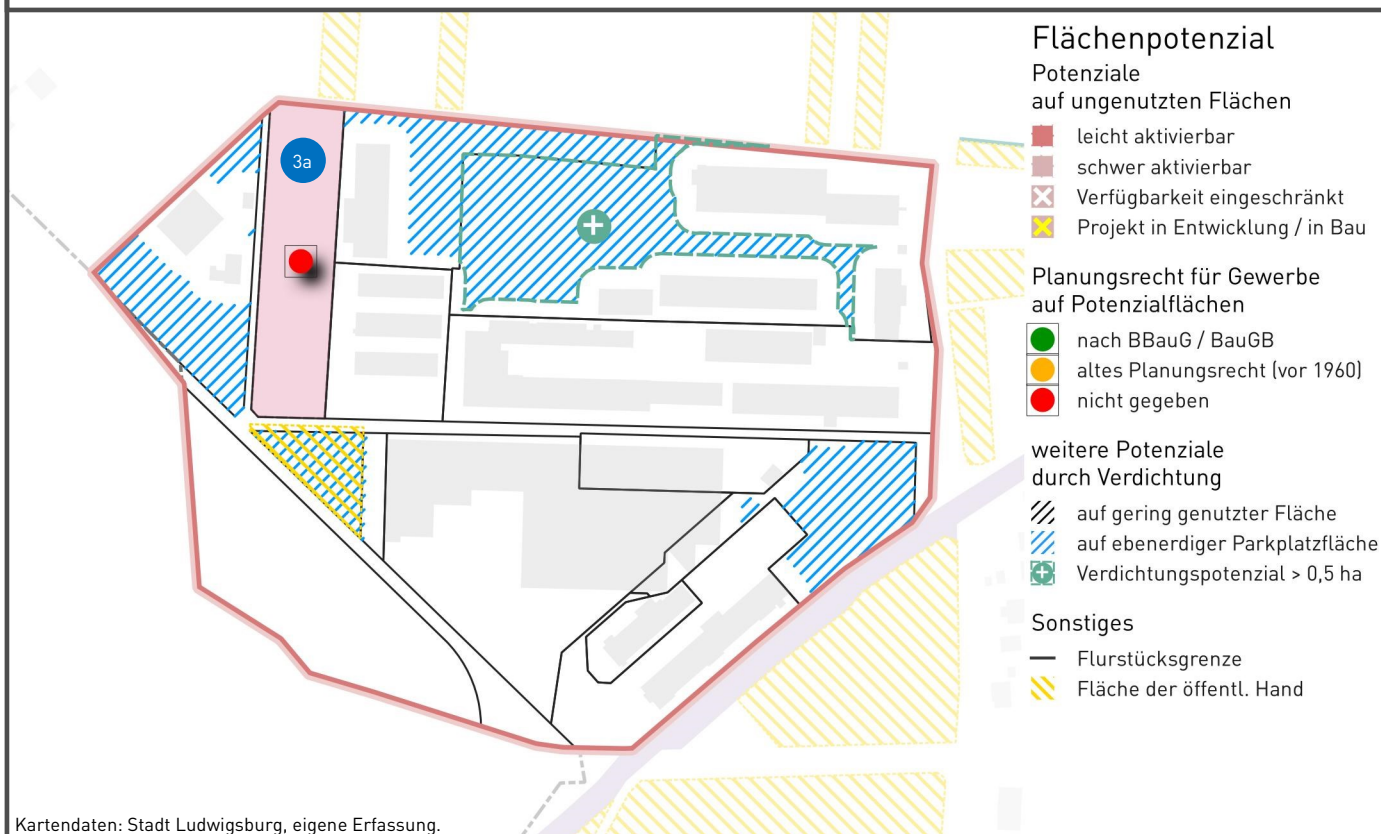 3a
Flächenpotenzial
Potenziale
auf ungenutzten Flächen
leicht aktivierbar
schwer aktivierbar
Verfügbarkeit eingeschränkt
Projekt in Entwicklung / in Bau
Planungsrecht für Gewerbe
auf Potenzialflächen
nach BBauG / BauGB
altes Planungsrecht (vor 1960)
nicht gegeben
weitere Potenziale
durch Verdichtung
auf gering genutzter Fläche
auf ebenerdiger Parkplatzfläche
Verdichtungspotenzial > 0,5 ha
Sonstiges
Flurstücksgrenze
Fläche der öffentl. Hand
Kartendaten: Stadt Ludwigsburg, eigene Erfassung.